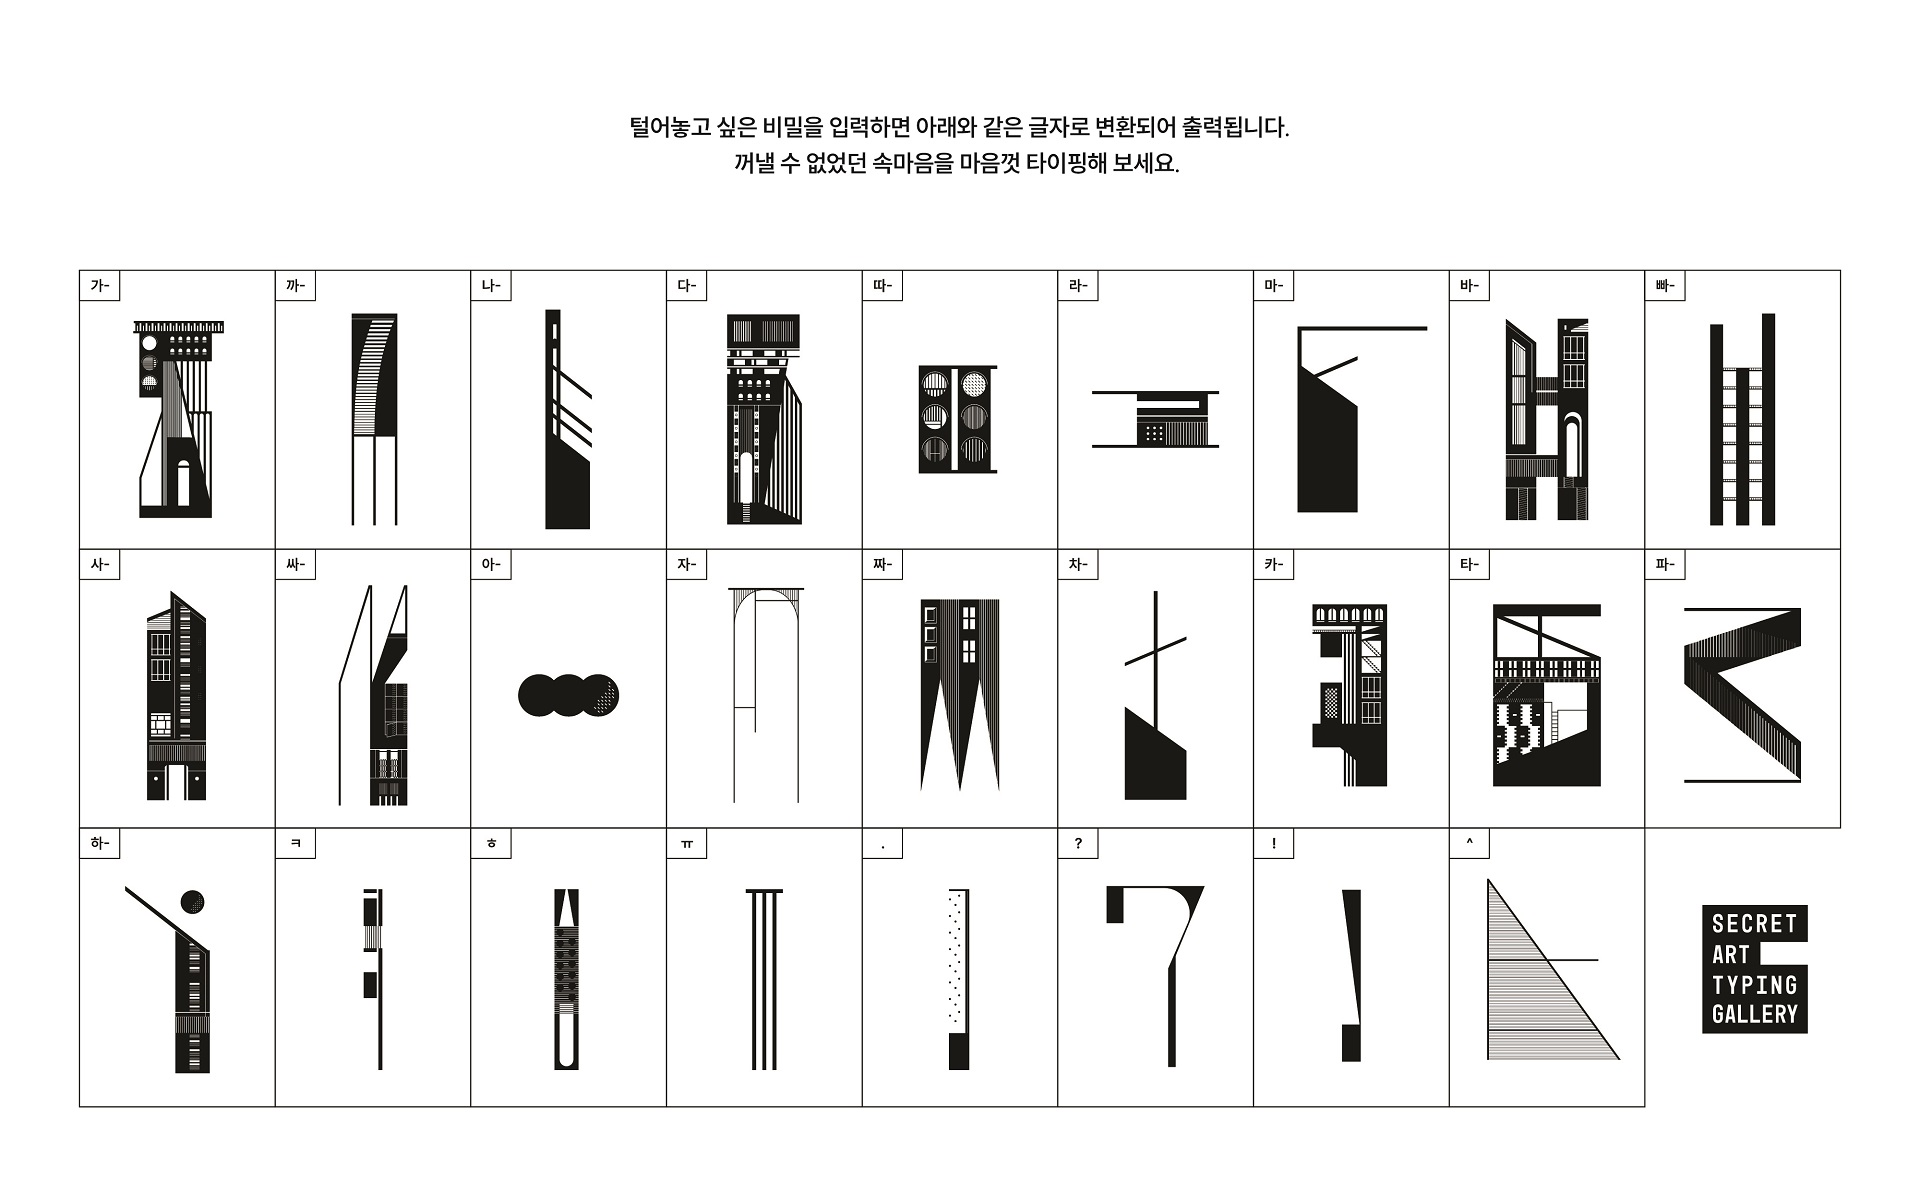 털어놓고 싶은 비밀을 입력하면 아래와 같은 글자로 변환되어 출력됩니다.
꺼낼 수 없었던 속마음을 마음껏 타이핑해 보세요.
가- 까- 나- 다- 따- 라- 마- 바- 빠-
사- 싸- 아- 자- 짜- 차- 카- 타- 파-
하- ㅋ ㅎ ㅠ . ? ! ^
SECRET
ART
TYPING
GALLERY